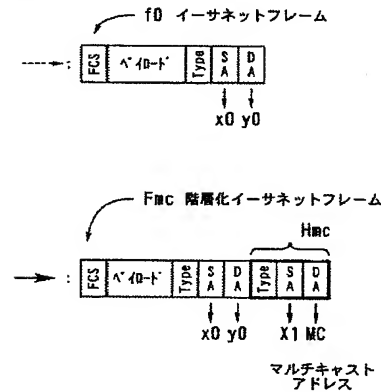 f0 イーサネットフレーム
: FCS ペイロード Type SA DA
x0 y0
Fmc 階層化イーサネットフレーム
Hmc
: FCS ペイロード Type SA DA Type SA DA
x0 y0 X1 MC
マルチキャスト
アドレス